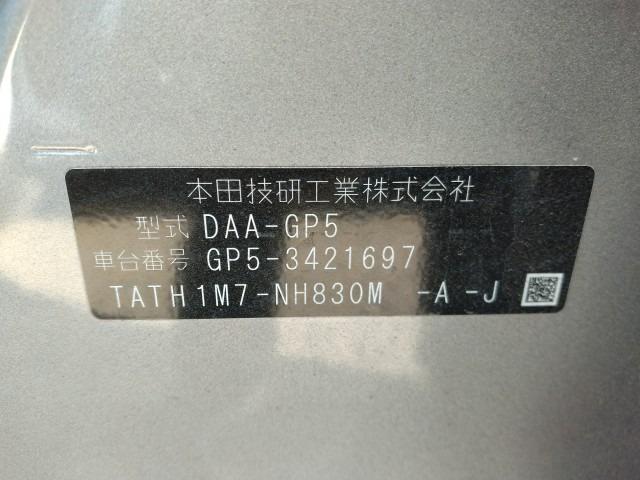 本田技研工業株式会社
型式 DAA-GP5
車台番号 GP5-3421697
TATH1M7-NH830M -A -J